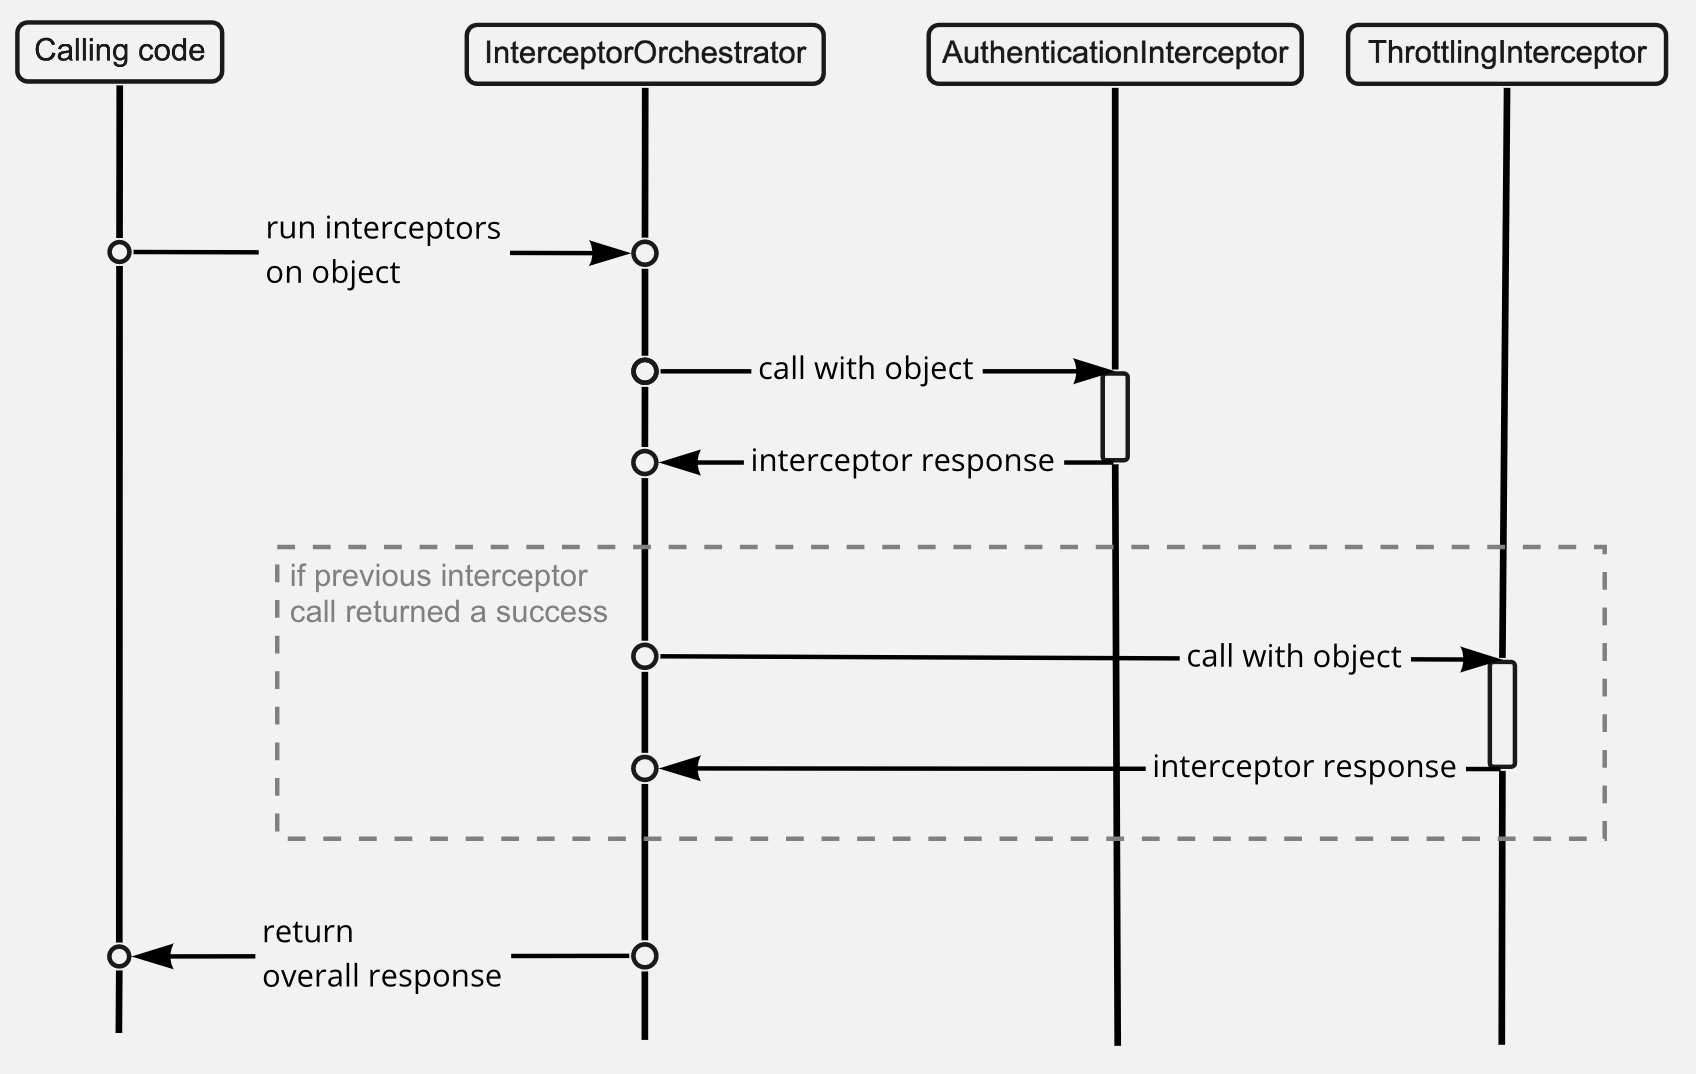 Calling code
InterceptorOrchestrator
AuthenticationInterceptor
ThrottlingInterceptor
run interceptors
on object
call with object
interceptor response
if previous interceptor
call returned a success
call with object
interceptor response
return
overall response